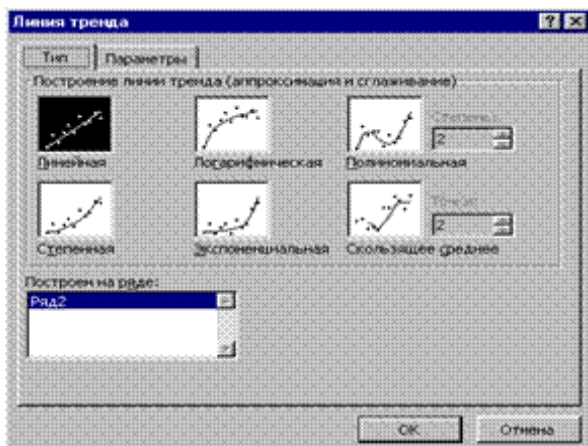 Линия тренда
Тип Параметры
Построение линии тренда (аппроксимация и сглаживание)
Степень:
2
Линейная Логарифмическая Полиномиальная
Точки:
2
Степенная Экспоненциальная Скользящее среднее
Построен на ряде:
Ряд2
OK Отмена